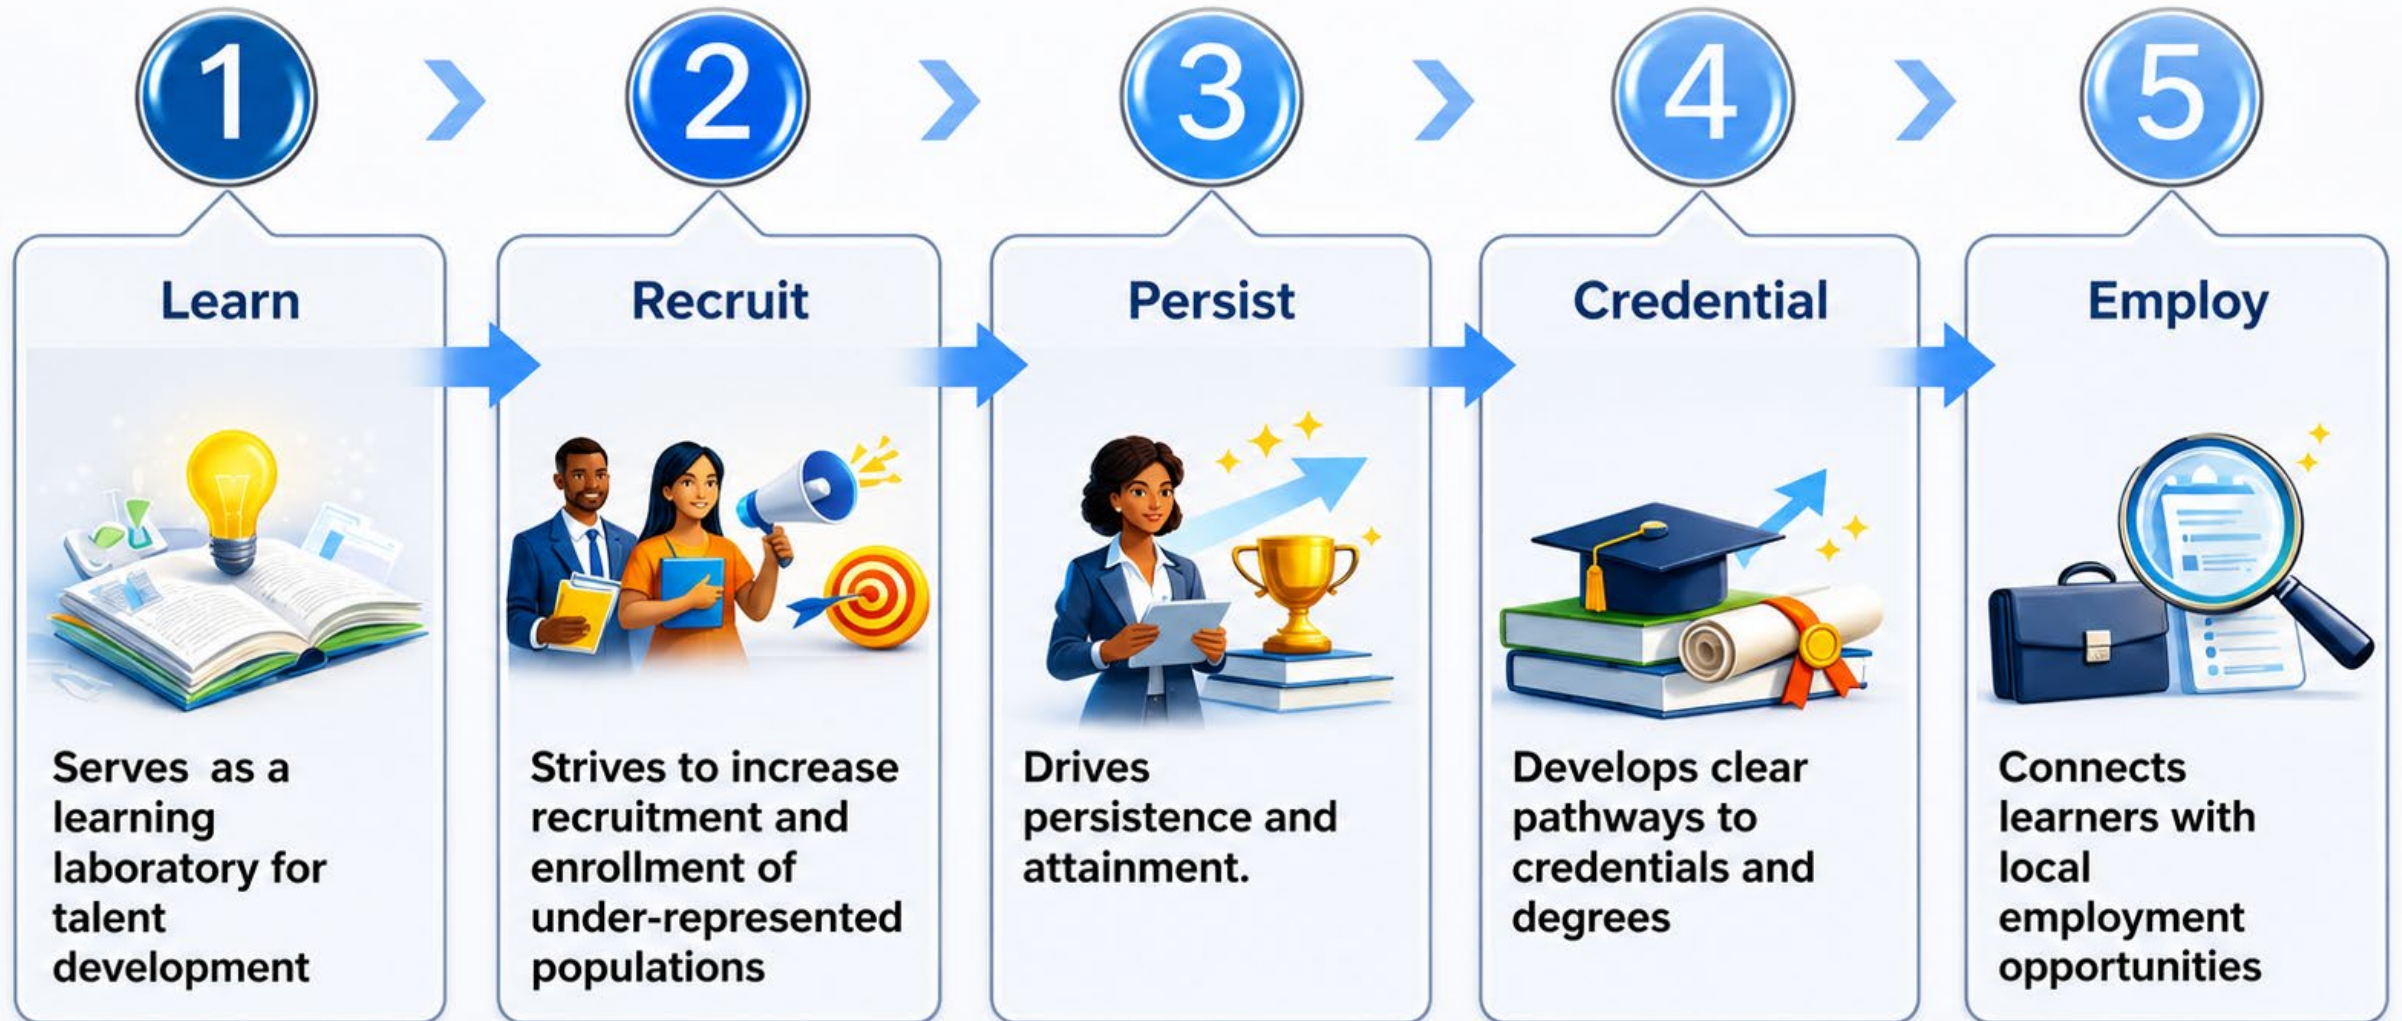 1
2
3
4
5
Learn
Serves  as a
learning
laboratory for
talent
development
Recruit
Strives to increase
recruitment and
enrollment of
under-represented
populations
Persist
Drives
persistence and
attainment.
Credential
Develops clear
pathways to
credentials and
degrees
Employ
Connects
learners with
local
employment
opportunities